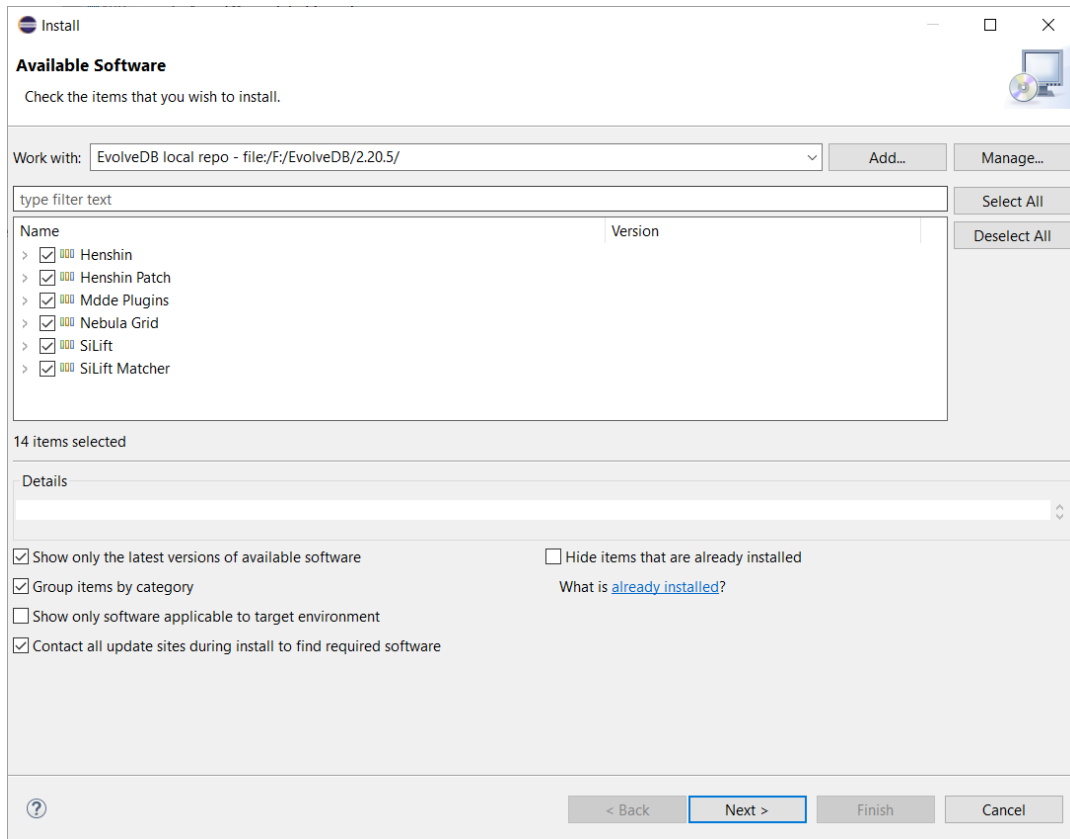 Install
Available Software
Check the items that you wish to install.
Work with: EvolveDB local repo - file:/F:/EvolveDB/2.20.5/ Add... Manage...
type filter text Select All
Name Version Deselect All
Henshin
Henshin Patch
Mdde Plugins
Nebula Grid
SiLift
SiLift Matcher
14 items selected
Details
Show only the latest versions of available software Hide items that are already installed
Group items by category What is already installed?
Show only software applicable to target environment
Contact all update sites during install to find required software
? < Back Next > Finish Cancel